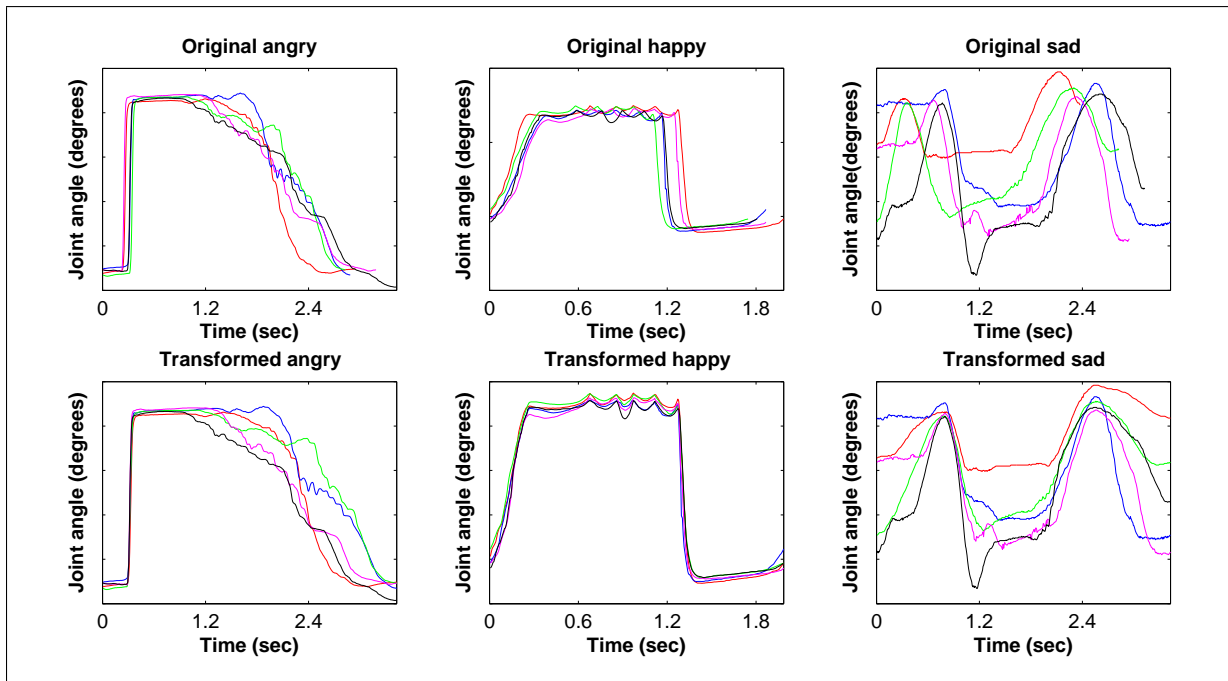 Original angry
Original happy
Original sad
Joint angle (degrees)
Joint angle (degrees)
Joint angle(degrees)
0 1.2 2.4
0 0.6 1.2 1.8
0 1.2 2.4
Time (sec)
Time (sec)
Time (sec)
Transformed angry
Transformed happy
Transformed sad
Joint angle (degrees)
Joint angle (degrees)
Joint angle (degrees)
0 1.2 2.4
0 0.6 1.2 1.8
0 1.2 2.4
Time (sec)
Time (sec)
Time (sec)